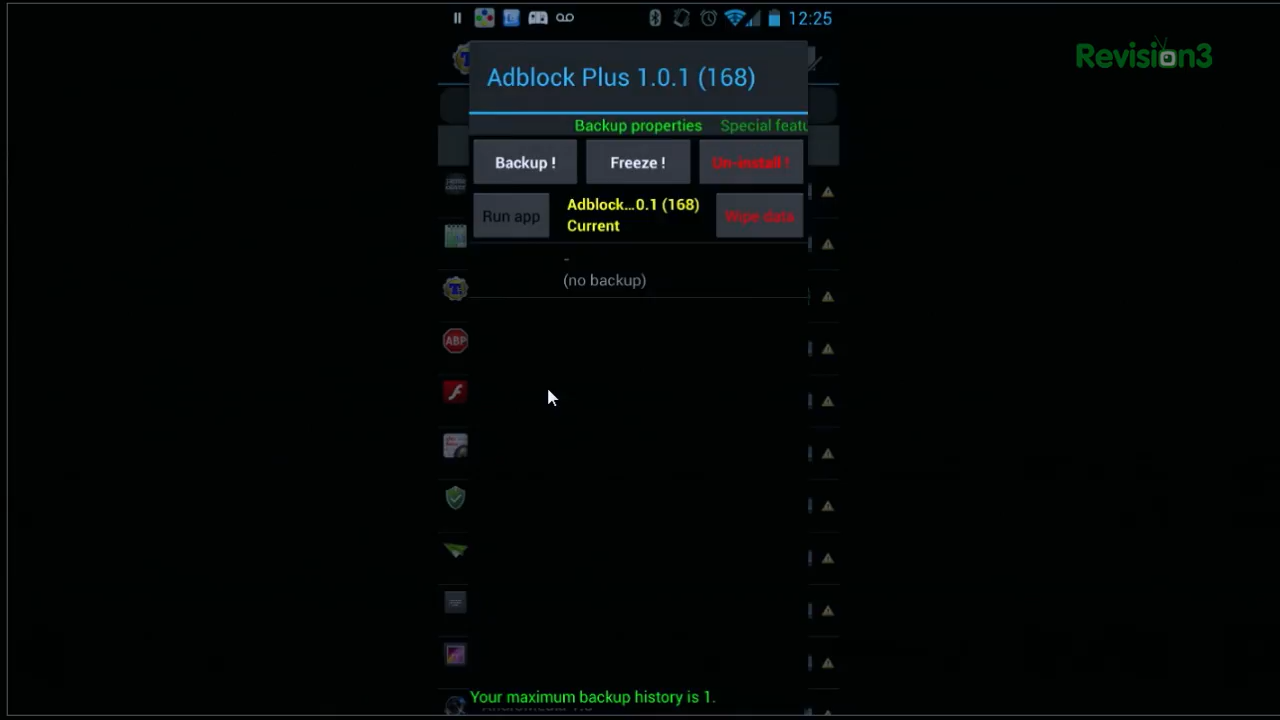 12:25
Revision3
Adblock Plus 1.0.1 (168)
Backup properties Special featu
Backup ! Freeze ! Un-install !
Run app Adblock...0.1 (168) Wipe data
Current
-
(no backup)
ABP
Your maximum backup history is 1.